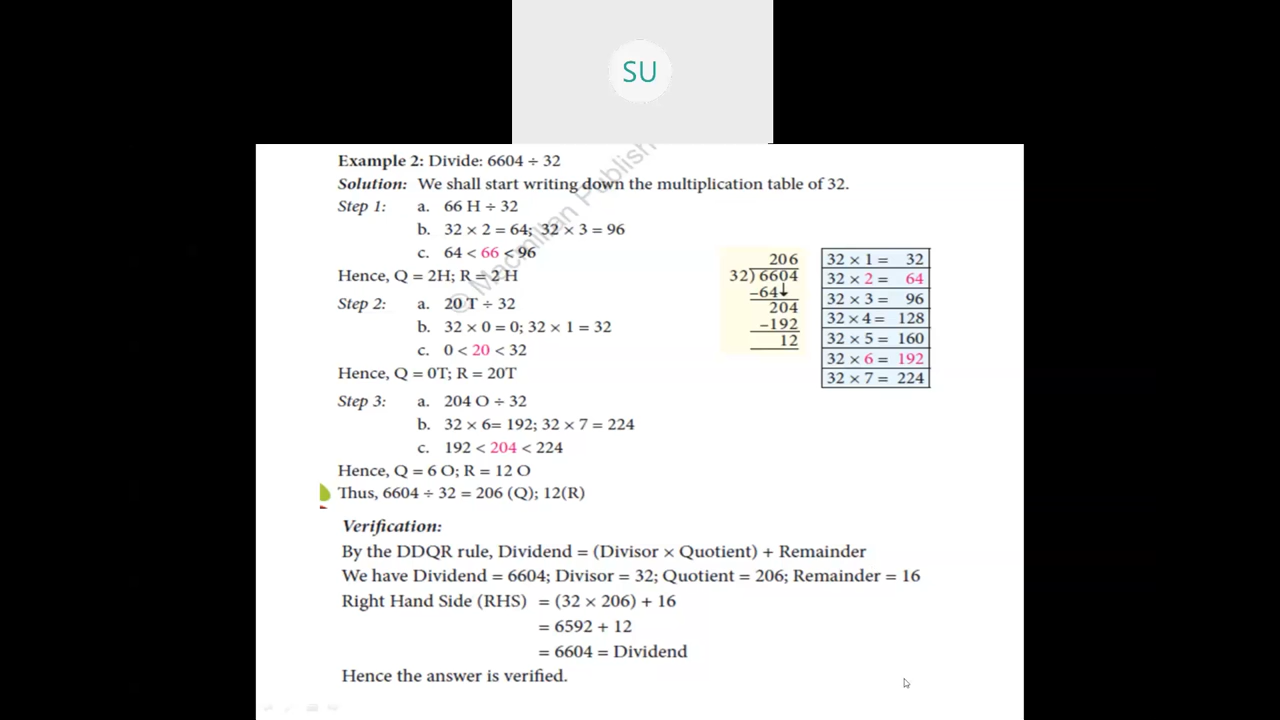 SU
© Macmillan Publish
Example 2: Divide: 6604 ÷ 32
Solution: We shall start writing down the multiplication table of 32.
Step 1: a. 66 H ÷ 32
b. 32 × 2 = 64; 32 × 3 = 96
c. 64 < 66 < 96
Hence, Q = 2H; R = 2 H
Step 2: a. 20 T ÷ 32
b. 32 × 0 = 0; 32 × 1 = 32
c. 0 < 20 < 32
Hence, Q = 0T; R = 20T
Step 3: a. 204 O ÷ 32
b. 32 × 6= 192; 32 × 7 = 224
c. 192 < 204 < 224
Hence, Q = 6 O; R = 12 O
Thus, 6604 ÷ 32 = 206 (Q); 12(R)
206
32)6604
–64↓
204
–192
12
32 × 1 = 32
32 × 2 = 64
32 × 3 = 96
32 × 4 = 128
32 × 5 = 160
32 × 6 = 192
32 × 7 = 224
Verification:
By the DDQR rule, Dividend = (Divisor × Quotient) + Remainder
We have Dividend = 6604; Divisor = 32; Quotient = 206; Remainder = 16
Right Hand Side (RHS) = (32 × 206) + 16
= 6592 + 12
= 6604 = Dividend
Hence the answer is verified.